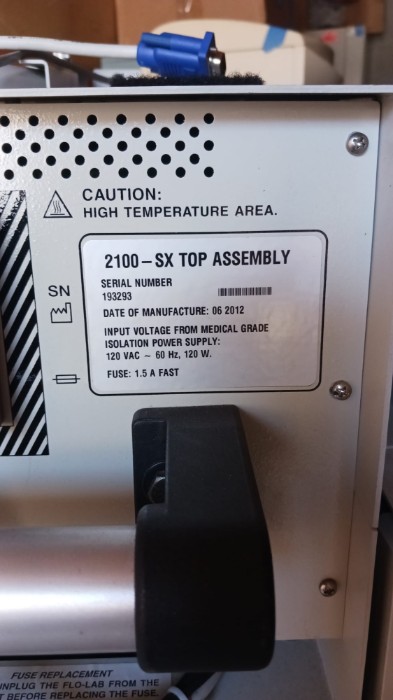 CAUTION:
HIGH TEMPERATURE AREA.
2100-SX TOP ASSEMBLY
SERIAL NUMBER
193293
SN
DATE OF MANUFACTURE: 06 2012
INPUT VOLTAGE FROM MEDICAL GRADE
ISOLATION POWER SUPPLY:
120 VAC ~ 60 Hz, 120 W.
FUSE: 1.5 A FAST
FUSE REPLACEMENT
UNPLUG THE FLO-LAB FROM THE
BEFORE REPLACING THE FUSE.